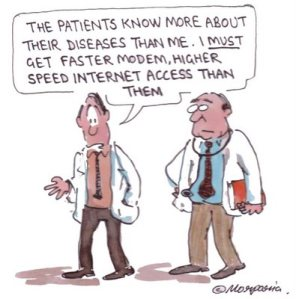 THE PATIENTS KNOW MORE ABOUT
THEIR DISEASES THAN ME. I MUST
GET FASTER MODEM, HIGHER
SPEED INTERNET ACCESS THAN
THEM